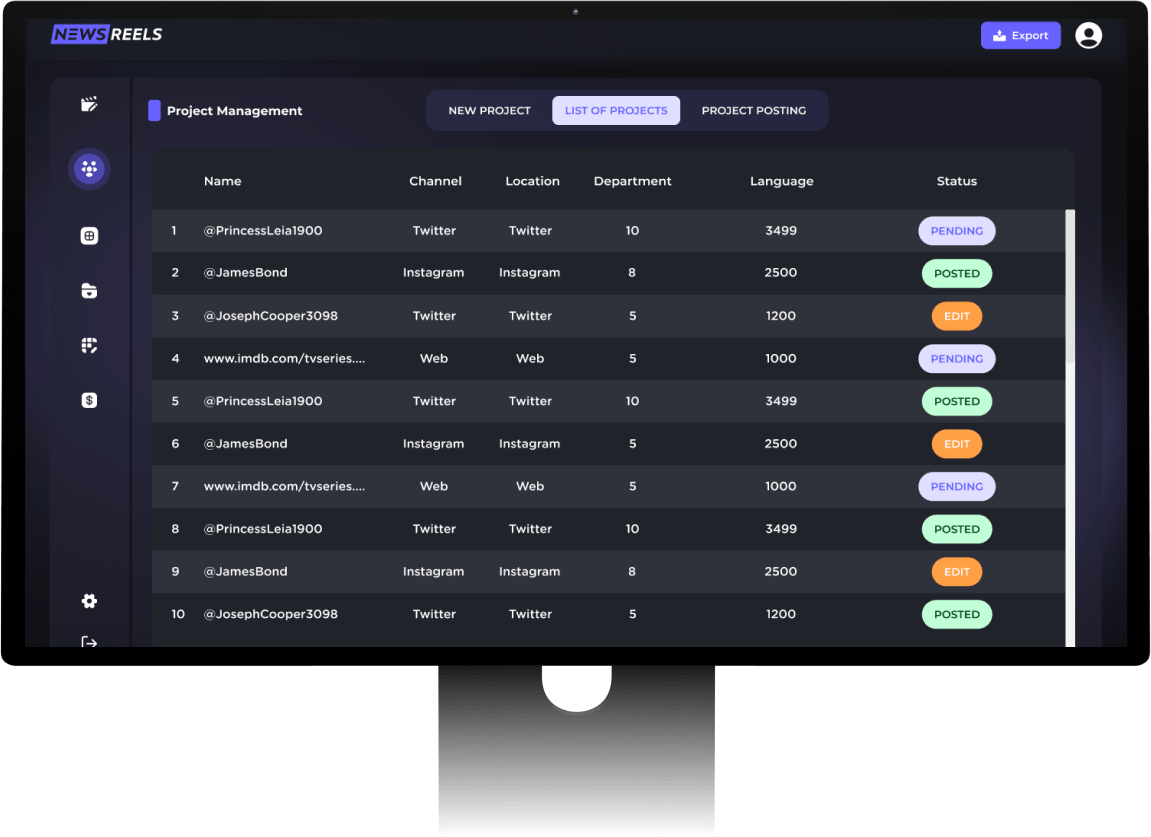 NEWSREELS
Export
Project Management
NEW PROJECT LIST OF PROJECTS PROJECT POSTING
Name Channel Location Department Language Status
1 @PrincessLeia1900 Twitter Twitter 10 3499 PENDING
2 @JamesBond Instagram Instagram 8 2500 POSTED
3 @JosephCooper3098 Twitter Twitter 5 1200 EDIT
4 www.imdb.com/tvseries.... Web Web 5 1000 PENDING
5 @PrincessLeia1900 Twitter Twitter 10 3499 POSTED
6 @JamesBond Instagram Instagram 5 2500 EDIT
7 www.imdb.com/tvseries.... Web Web 5 1000 PENDING
8 @PrincessLeia1900 Twitter Twitter 10 3499 POSTED
9 @JamesBond Instagram Instagram 8 2500 EDIT
10 @JosephCooper3098 Twitter Twitter 5 1200 POSTED